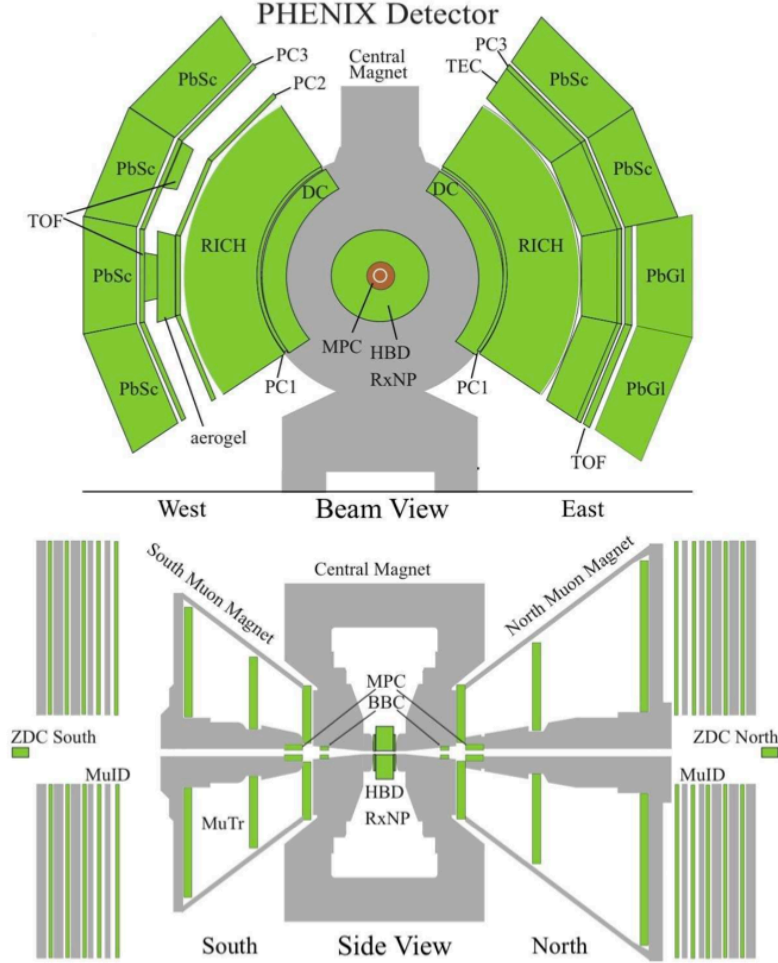 PHENIX Detector
Central
Magnet
PC3
PC2
PbSc
PbSc
PbSc
PbSc
TOF
RICH
DC
aerogel
PC1
MPC
HBD
RxNP
PC3
TEC
DC
RICH
PbSc
PbSc
PbGl
PbGl
PC1
TOF
West
Beam View
East
South Muon Magnet
Central Magnet
North Muon Magnet
MPC
BBC
ZDC South
ZDC North
MuID
MuTr
HBD
RxNP
MuID
South
Side View
North